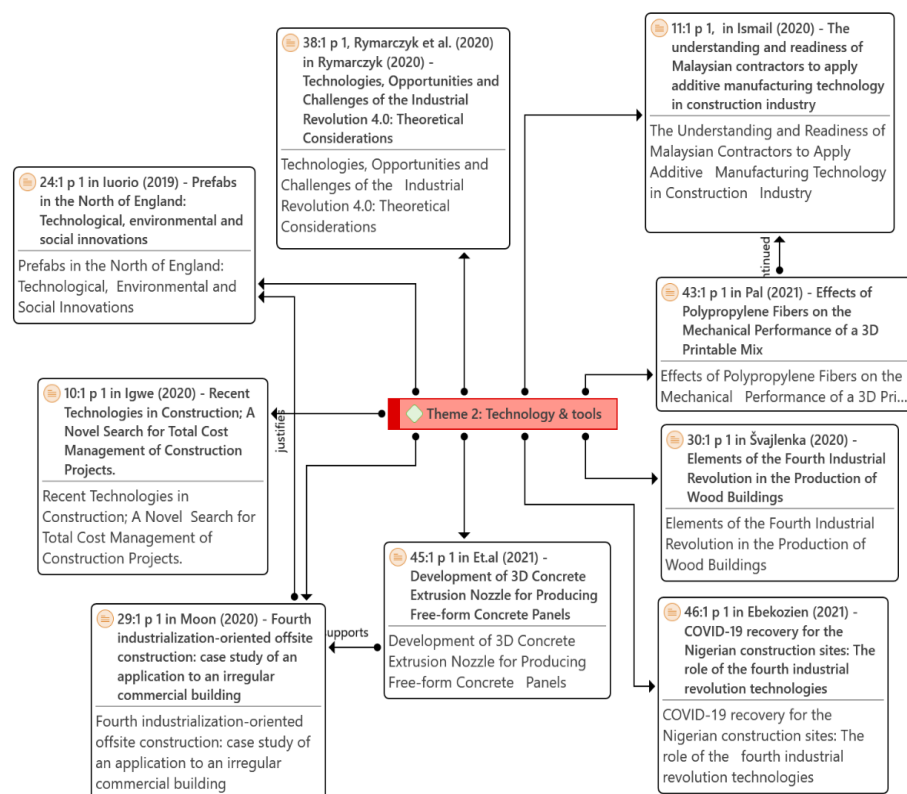 38:1 p 1, Rymarczyk et al. (2020)
in Rymarczyk (2020) -
Technologies, Opportunities and
Challenges of the Industrial
Revolution 4.0: Theoretical
Considerations
Technologies, Opportunities and
Challenges of the Industrial
Revolution 4.0: Theoretical
Considerations
11:1 p 1, in Ismail (2020) - The
understanding and readiness of
Malaysian contractors to apply
additive manufacturing technology
in construction industry
The Understanding and Readiness of
Malaysian Contractors to Apply
Additive Manufacturing Technology
in Construction Industry
24:1 p 1 in Iuorio (2019) - Prefabs
in the North of England:
Technological, environmental and
social innovations
Prefabs in the North of England:
Technological, Environmental and
Social Innovations
43:1 p 1 in Pal (2021) - Effects of
Polypropylene Fibers on the
Mechanical Performance of a 3D
Printable Mix
Effects of Polypropylene Fibers on the
Mechanical Performance of a 3D Pri...
10:1 p 1 in Igwe (2020) - Recent
Technologies in Construction; A
Novel Search for Total Cost
Management of Construction
Projects.
Recent Technologies in
Construction; A Novel Search for
Total Cost Management of
Construction Projects.
justifies
Theme 2: Technology & tools
30:1 p 1 in Švajlenka (2020) -
Elements of the Fourth Industrial
Revolution in the Production of
Wood Buildings
Elements of the Fourth Industrial
Revolution in the Production of
Wood Buildings
45:1 p 1 in Et.al (2021) -
Development of 3D Concrete
Extrusion Nozzle for Producing
Free-form Concrete Panels
Development of 3D Concrete
Extrusion Nozzle for Producing
Free-form Concrete Panels
supports
29:1 p 1 in Moon (2020) - Fourth
industrialization-oriented offsite
construction: case study of an
application to an irregular
commercial building
Fourth industrialization-oriented
offsite construction: case study of
an application to an irregular
commercial building
46:1 p 1 in Ebekozien (2021) -
COVID-19 recovery for the
Nigerian construction sites: The
role of the fourth industrial
revolution technologies
COVID-19 recovery for the
Nigerian construction sites: The
role of the fourth industrial
revolution technologies